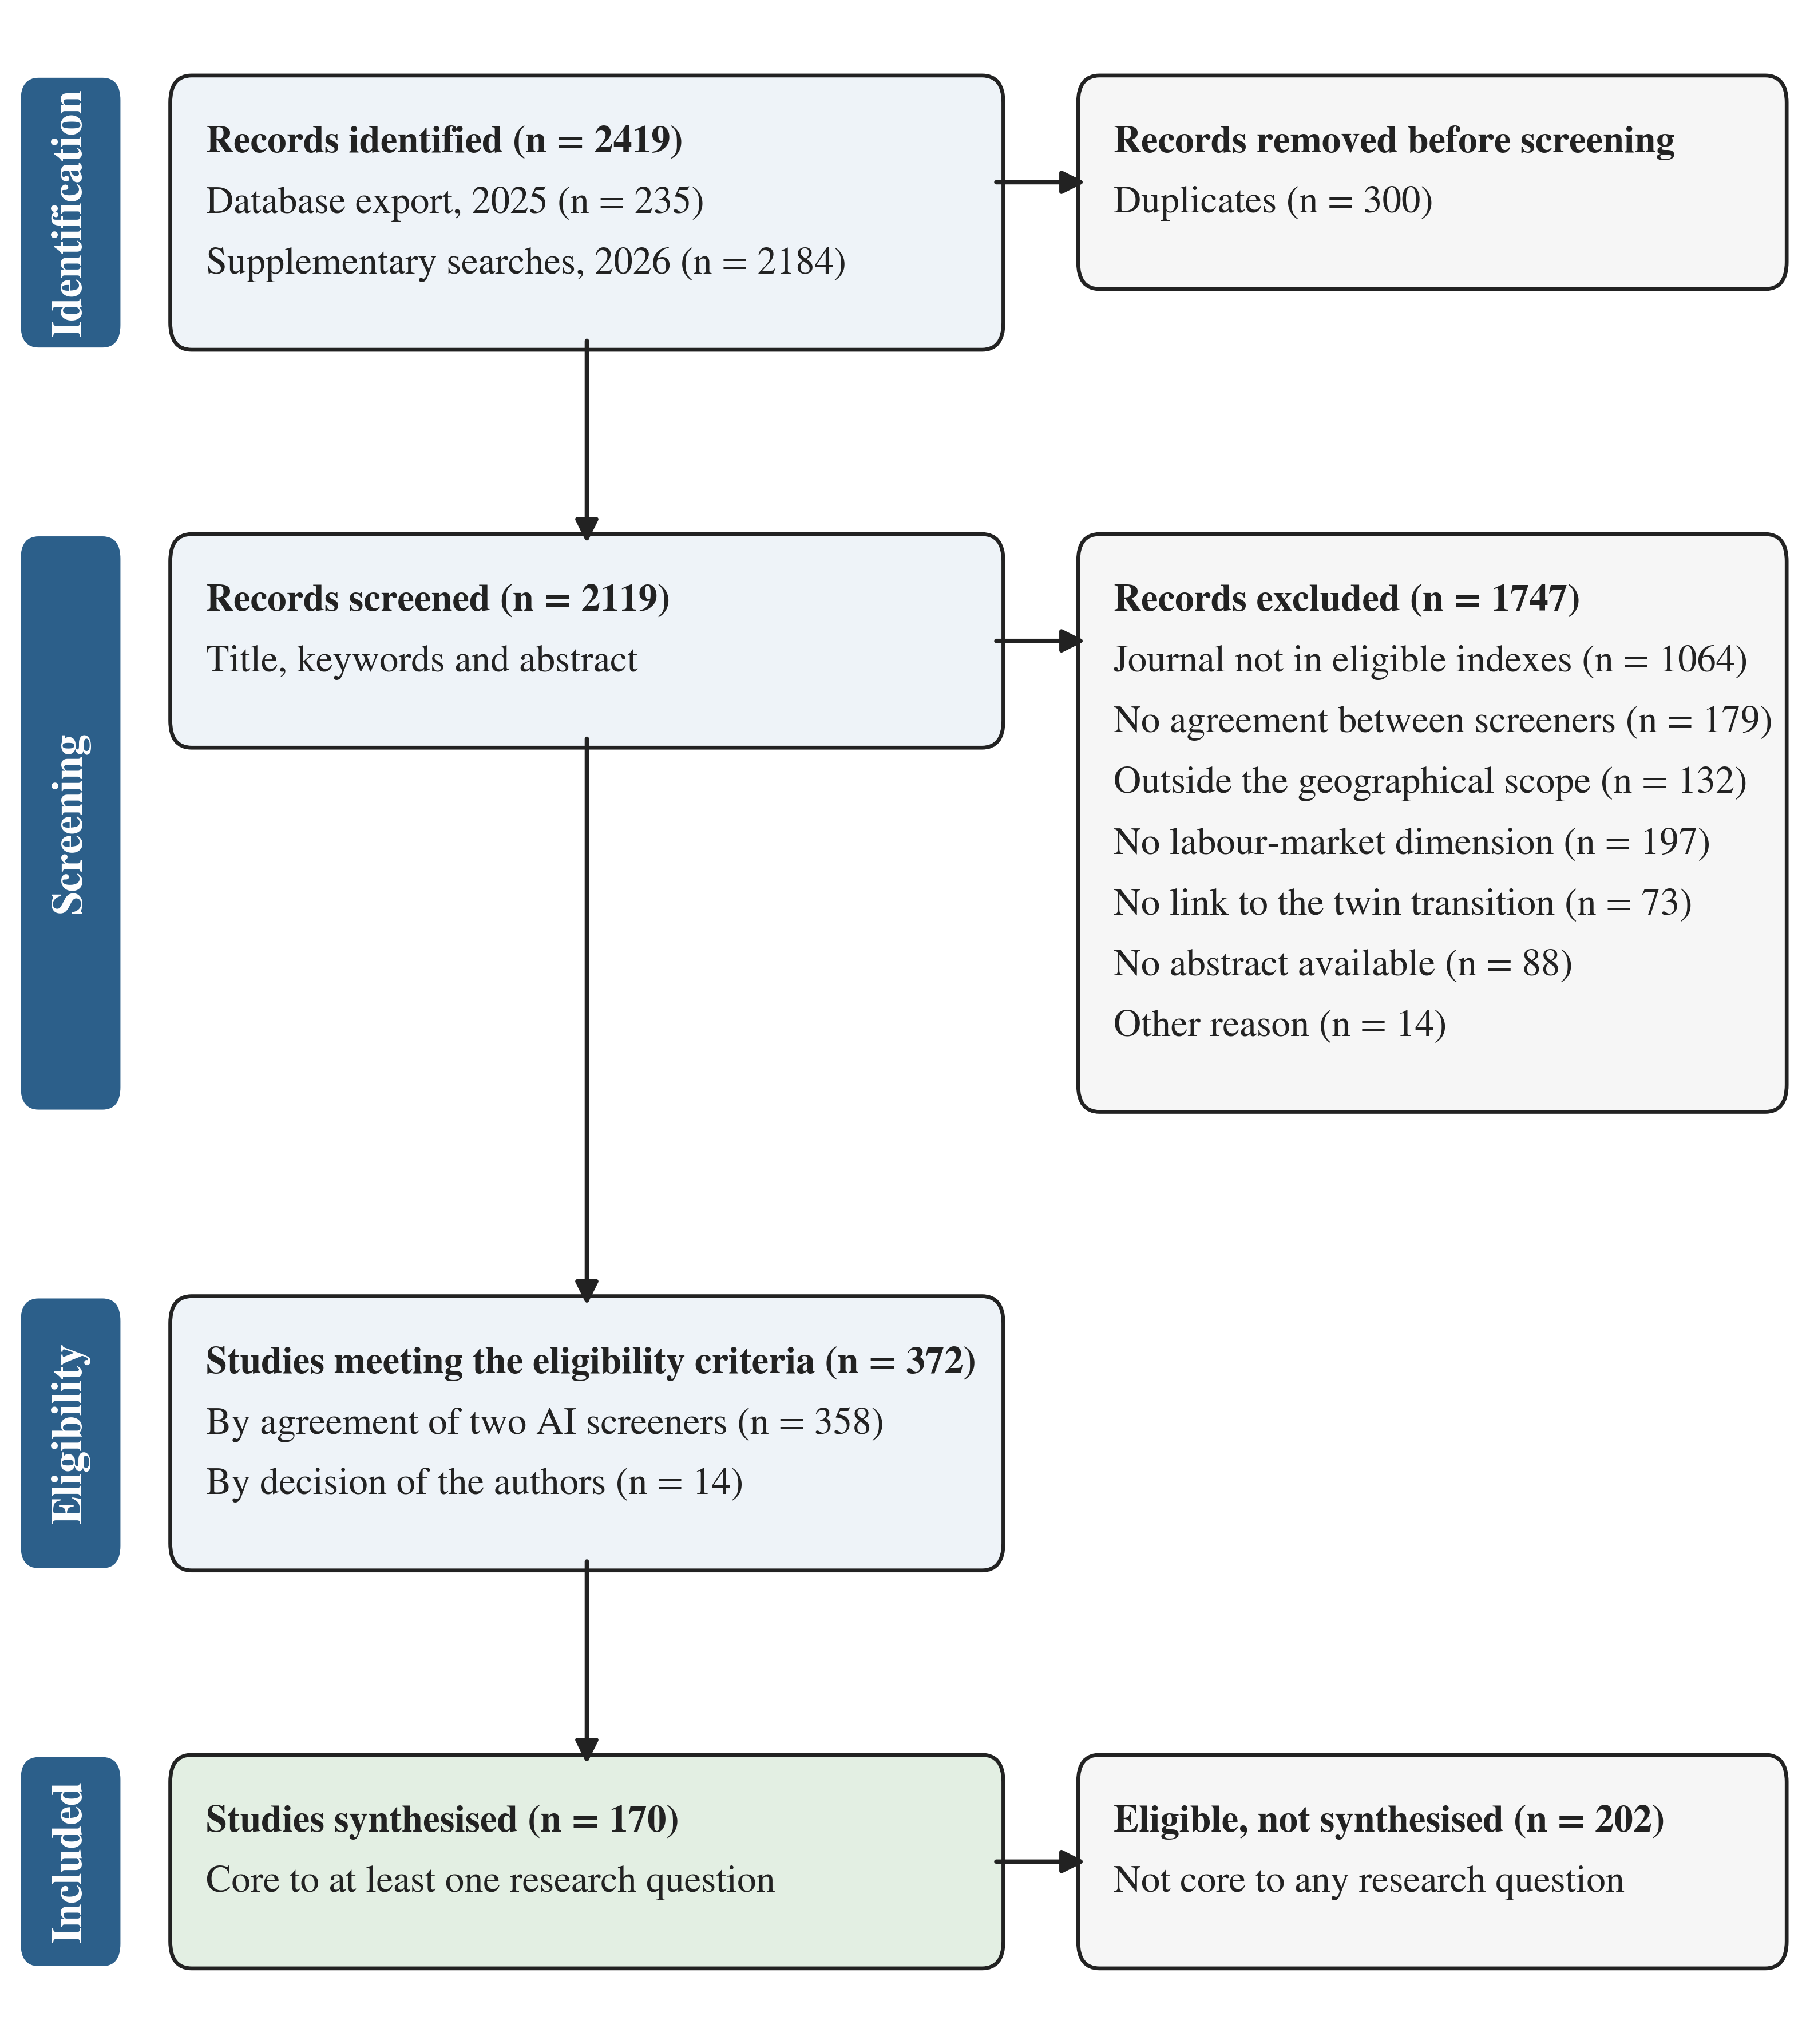 Identification
Records identified (n = 2419)
Database export, 2025 (n = 235)
Supplementary searches, 2026 (n = 2184)
Records removed before screening
Duplicates (n = 300)
Screening
Records screened (n = 2119)
Title, keywords and abstract
Records excluded (n = 1747)
Journal not in eligible indexes (n = 1064)
No agreement between screeners (n = 179)
Outside the geographical scope (n = 132)
No labour-market dimension (n = 197)
No link to the twin transition (n = 73)
No abstract available (n = 88)
Other reason (n = 14)
Eligibility
Studies meeting the eligibility criteria (n = 372)
By agreement of two AI screeners (n = 358)
By decision of the authors (n = 14)
Included
Studies synthesised (n = 170)
Core to at least one research question
Eligible, not synthesised (n = 202)
Not core to any research question